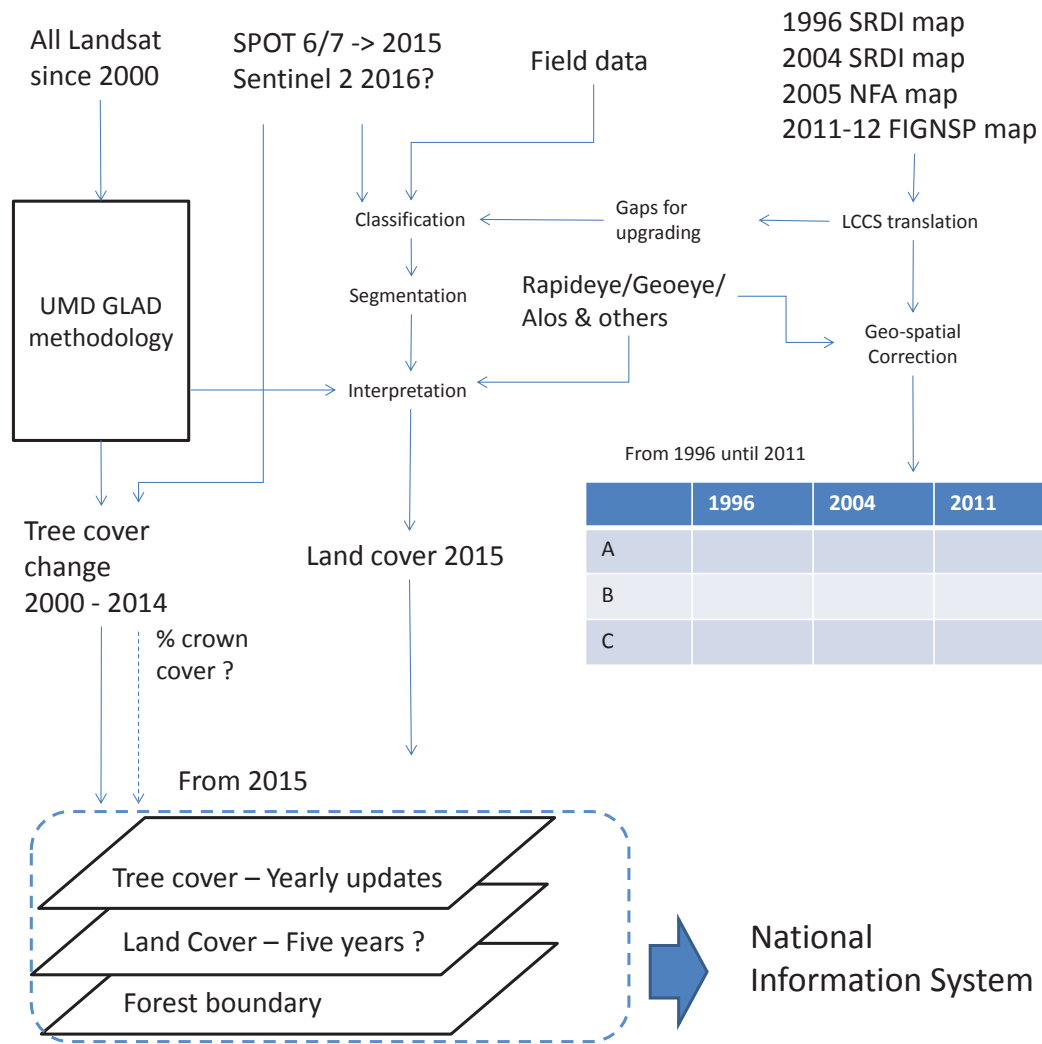 All Landsat
since 2000
SPOT 6/7 -> 2015
Sentinel 2 2016?
Field data
1996 SRDI map
2004 SRDI map
2005 NFA map
2011-12 FIGNSP map
Classification
Gaps for
upgrading
LCCS translation
UMD GLAD
methodology
Segmentation
Rapideye/Geoeye/
Alos & others
Geo-spatial
Correction
Interpretation
From 1996 until 2011
1996 2004 2011
A
B
C
Tree cover
change
2000 - 2014
Land cover 2015
% crown
cover ?
From 2015
Tree cover – Yearly updates
Land Cover – Five years ?
Forest boundary
National
Information System